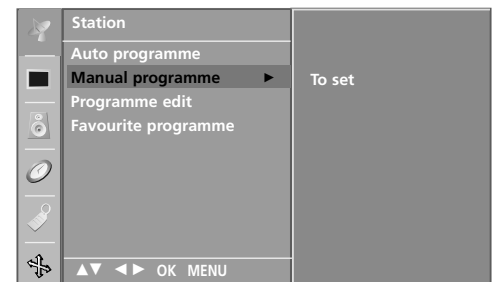 Station
Auto programme
Manual programme ►
To set
Programme edit
Favourite programme
▲▼ ◄► OK MENU